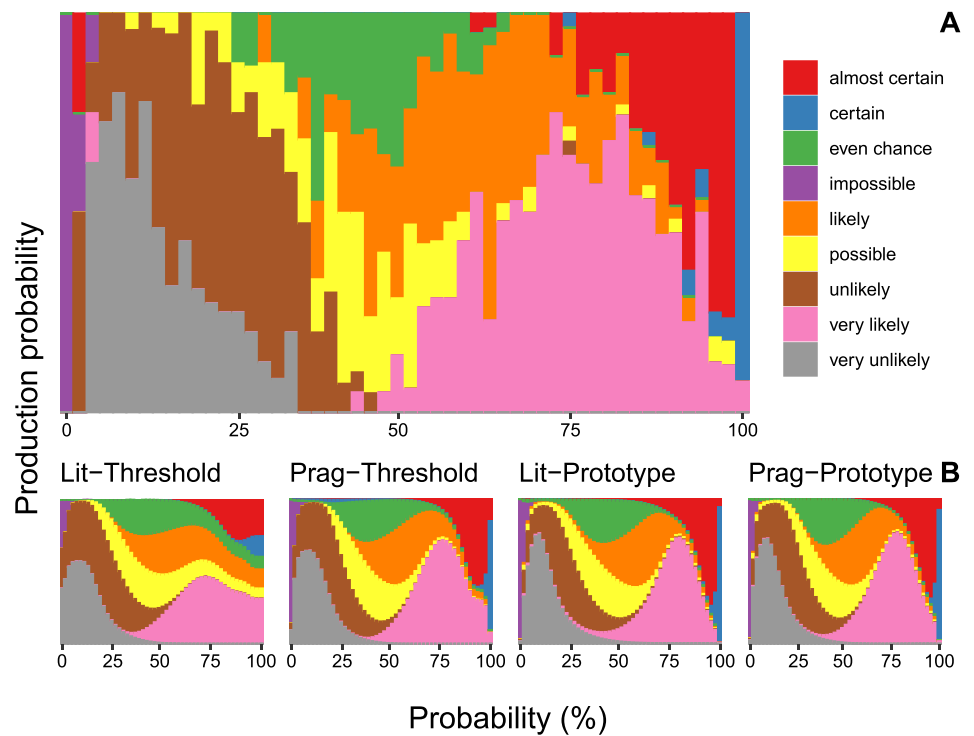 A
almost certain
certain
even chance
impossible
likely
possible
unlikely
very likely
very unlikely
Production probability
0 25 50 75 100
Lit−Threshold Prag−Threshold Lit−Prototype Prag−Prototype B
0 25 50 75 100 0 25 50 75 100 0 25 50 75 100 0 25 50 75 100
Probability (%)